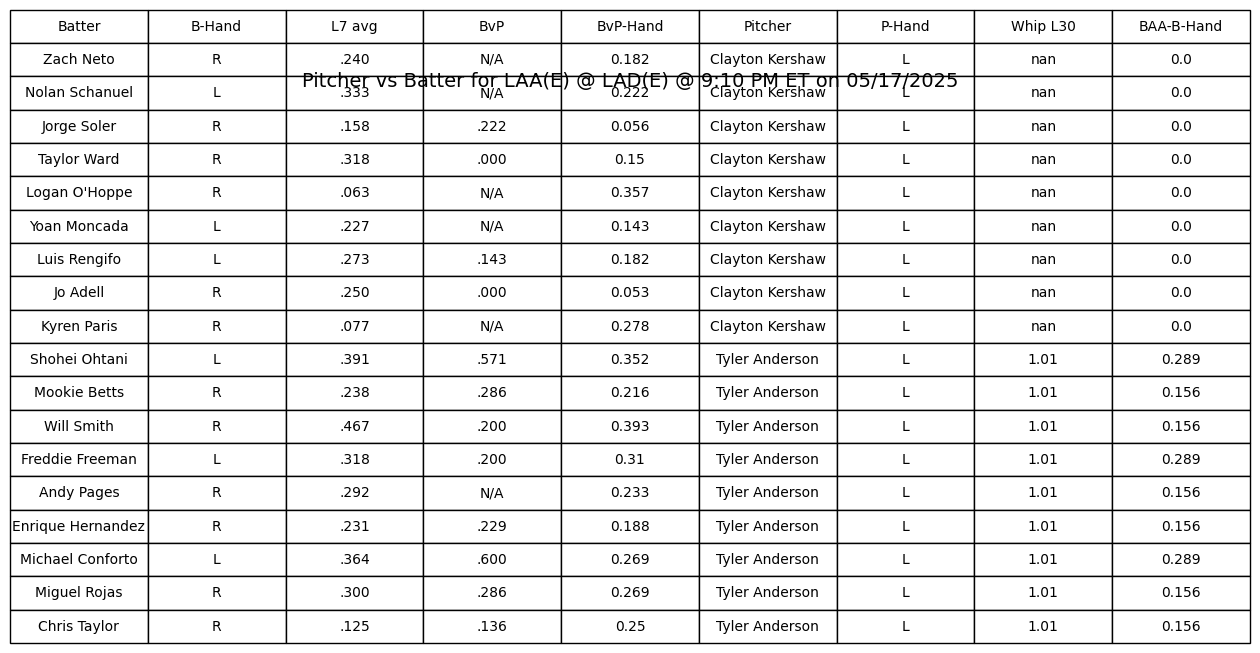 Batter B-Hand L7 avg BvP BvP-Hand Pitcher P-Hand Whip L30 BAA-B-Hand
Zach Neto R .240 N/A 0.182 Clayton Kershaw L nan 0.0
Pitcher vs Batter for LAA(E) @ LAD(E) @ 9:10 PM ET on 05/17/2025
Nolan Schanuel L .333 N/A 0.222 Clayton Kershaw L nan 0.0
Jorge Soler R .158 .222 0.056 Clayton Kershaw L nan 0.0
Taylor Ward R .318 .000 0.15 Clayton Kershaw L nan 0.0
Logan O'Hoppe R .063 N/A 0.357 Clayton Kershaw L nan 0.0
Yoan Moncada L .227 N/A 0.143 Clayton Kershaw L nan 0.0
Luis Rengifo L .273 .143 0.182 Clayton Kershaw L nan 0.0
Jo Adell R .250 .000 0.053 Clayton Kershaw L nan 0.0
Kyren Paris R .077 N/A 0.278 Clayton Kershaw L nan 0.0
Shohei Ohtani L .391 .571 0.352 Tyler Anderson L 1.01 0.289
Mookie Betts R .238 .286 0.216 Tyler Anderson L 1.01 0.156
Will Smith R .467 .200 0.393 Tyler Anderson L 1.01 0.156
Freddie Freeman L .318 .200 0.31 Tyler Anderson L 1.01 0.289
Andy Pages R .292 N/A 0.233 Tyler Anderson L 1.01 0.156
Enrique Hernandez R .231 .229 0.188 Tyler Anderson L 1.01 0.156
Michael Conforto L .364 .600 0.269 Tyler Anderson L 1.01 0.289
Miguel Rojas R .300 .286 0.269 Tyler Anderson L 1.01 0.156
Chris Taylor R .125 .136 0.25 Tyler Anderson L 1.01 0.156